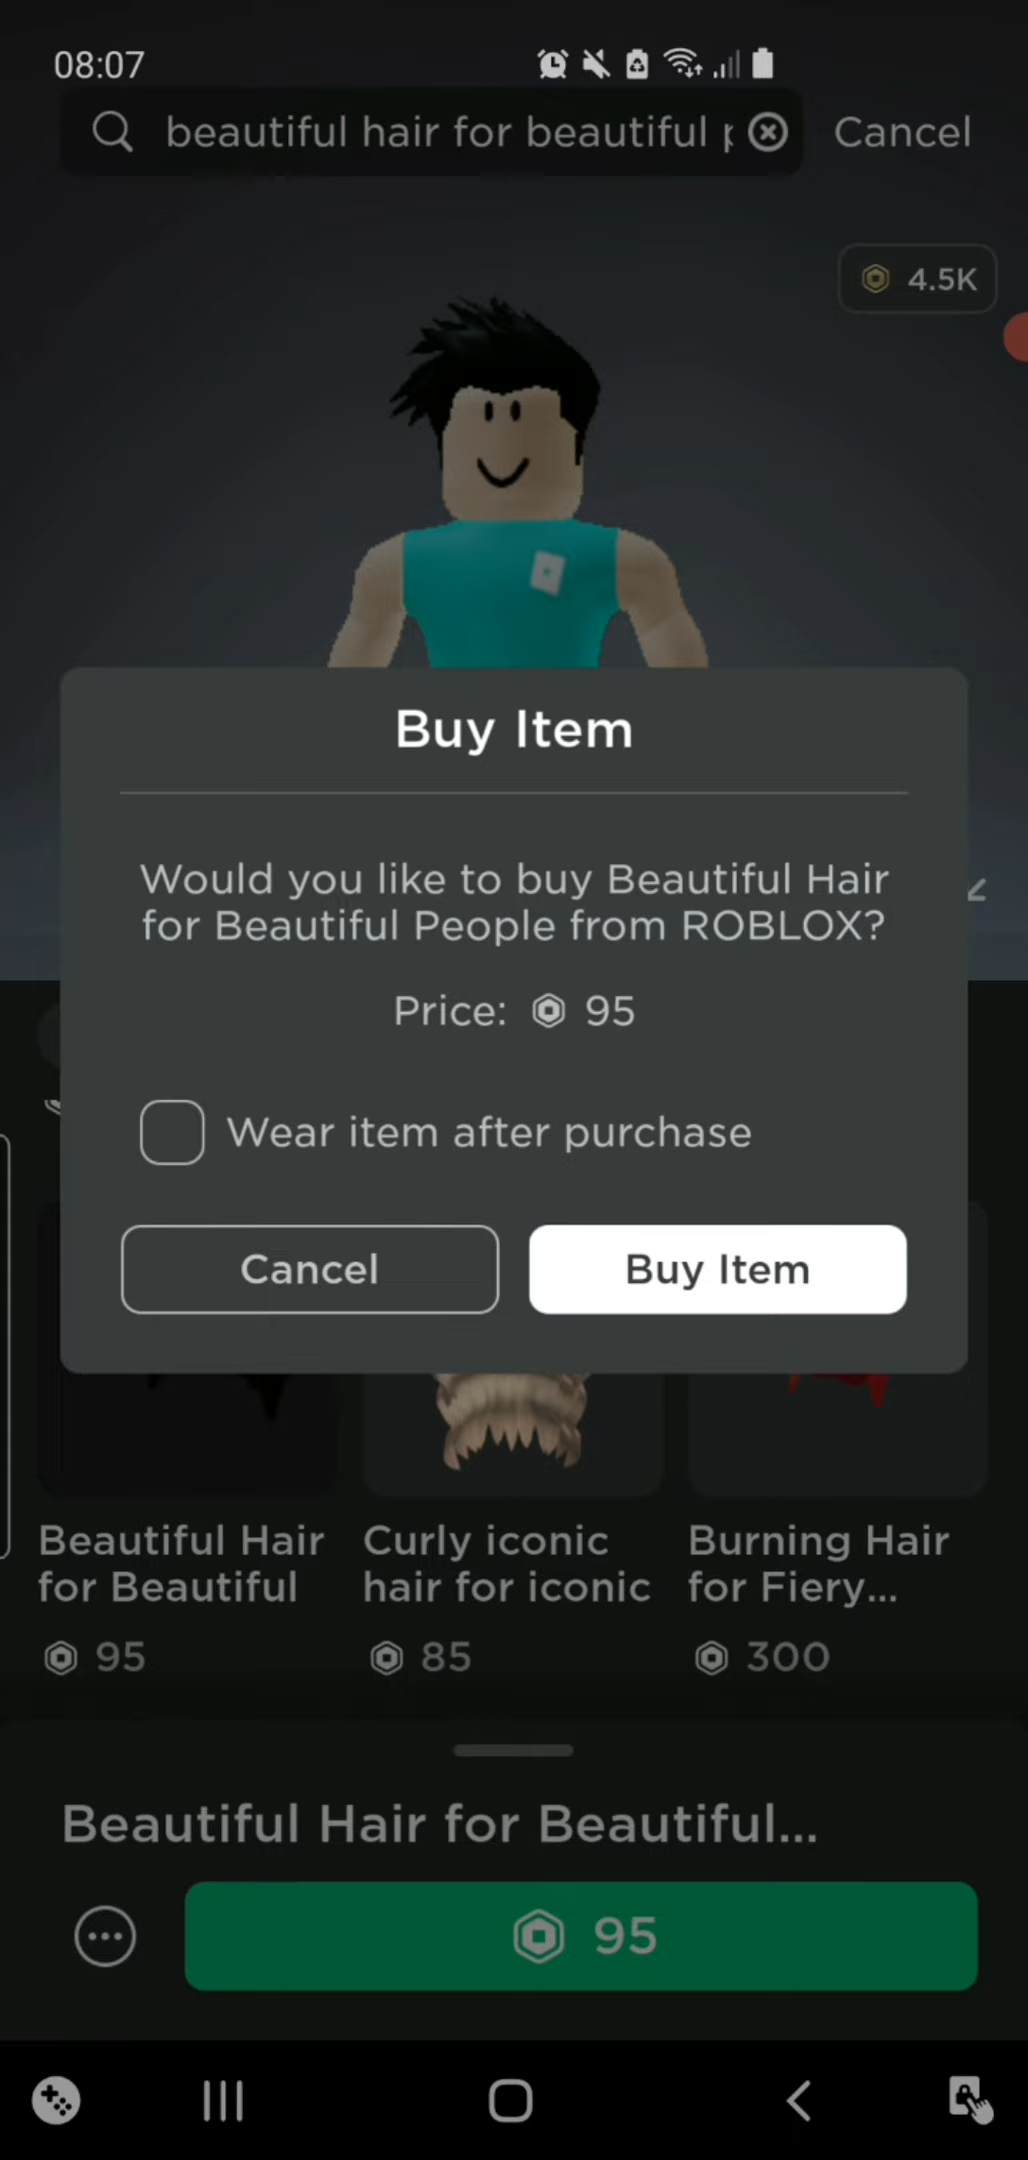 08:07
beautiful hair for beautiful
Cancel
4.5K
Buy Item
Would you like to buy Beautiful Hair
for Beautiful People from ROBLOX?
Price: 95
Wear item after purchase
Cancel
Buy Item
Beautiful Hair
for Beautiful
95
Curly iconic
hair for iconic
85
Burning Hair
for Fiery...
300
Beautiful Hair for Beautiful...
95